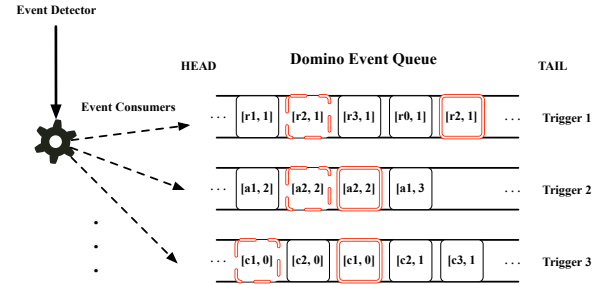 Event Detector
Domino Event Queue
HEAD
TAIL
Event Consumers
... [r1, 1] [r2, 1] [r3, 1] [r0, 1] [r2, 1] ... Trigger 1
... [a1, 2] [a2, 2] [a2, 2] [a1, 3 ... Trigger 2
... [c1, 0] [c2, 0] [c1, 0] [c2, 1 [c3, 1] ... Trigger 3